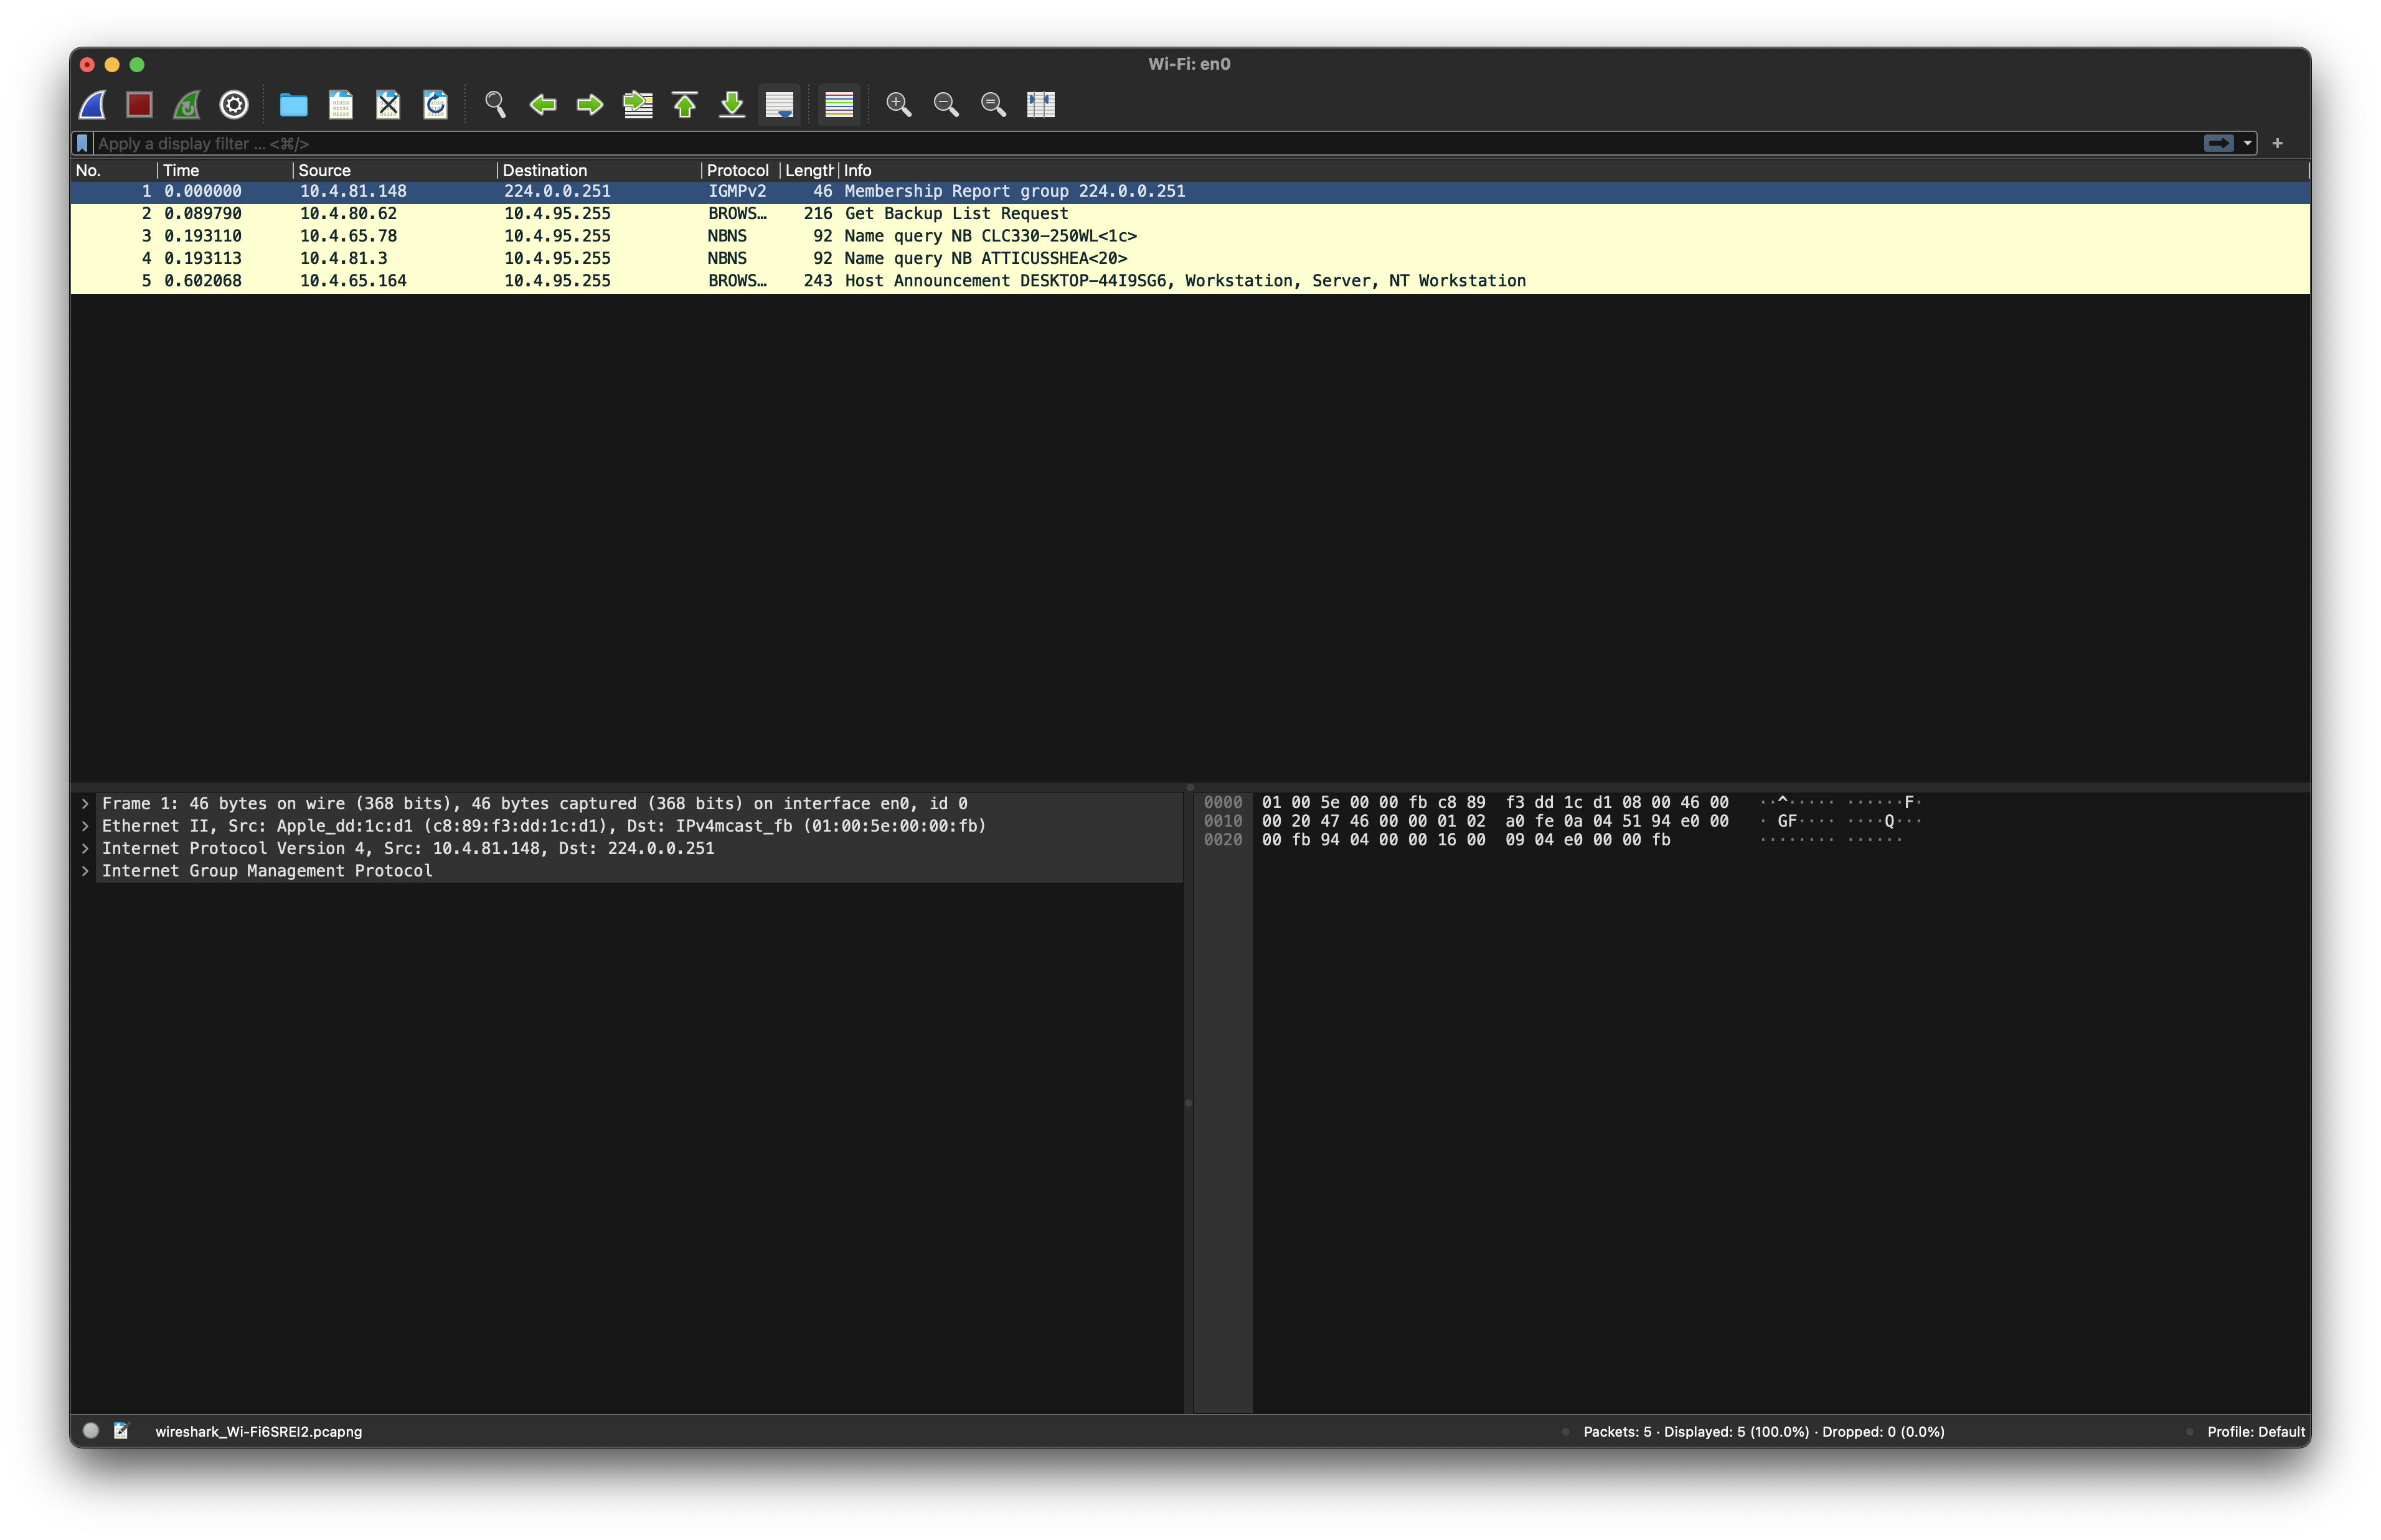 Wi-Fi: en0
Apply a display filter ... <⌘/>
No. Time Source Destination Protocol Length Info
1 0.000000 10.4.81.148 224.0.0.251 IGMPv2 46 Membership Report group 224.0.0.251
2 0.089790 10.4.80.62 10.4.95.255 BROWS… 216 Get Backup List Request
3 0.193110 10.4.65.78 10.4.95.255 NBNS 92 Name query NB CLC330-250WL<1c>
4 0.193113 10.4.81.3 10.4.95.255 NBNS 92 Name query NB ATTICUSSHEA<20>
5 0.602068 10.4.65.164 10.4.95.255 BROWS… 243 Host Announcement DESKTOP-44I9SG6, Workstation, Server, NT Workstation
Frame 1: 46 bytes on wire (368 bits), 46 bytes captured (368 bits) on interface en0, id 0
Ethernet II, Src: Apple_dd:1c:d1 (c8:89:f3:dd:1c:d1), Dst: IPv4mcast_fb (01:00:5e:00:00:fb)
Internet Protocol Version 4, Src: 10.4.81.148, Dst: 224.0.0.251
Internet Group Management Protocol
0000 01 00 5e 00 00 fb c8 89 f3 dd 1c d1 08 00 46 00 ··^····· ······F·
0010 00 20 47 46 00 00 01 02 a0 fe 0a 04 51 94 e0 00 · GF···· ····Q···
0020 00 fb 94 04 00 00 16 00 09 04 e0 00 00 fb ········ ······
wireshark_Wi-Fi6SREI2.pcapng
Packets: 5 · Displayed: 5 (100.0%) · Dropped: 0 (0.0%)
Profile: Default